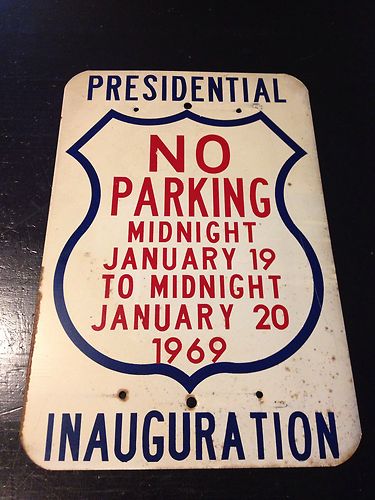 PRESIDENTIAL
NO
PARKING
MIDNIGHT
JANUARY 19
TO MIDNIGHT
JANUARY 20
1969
INAUGURATION